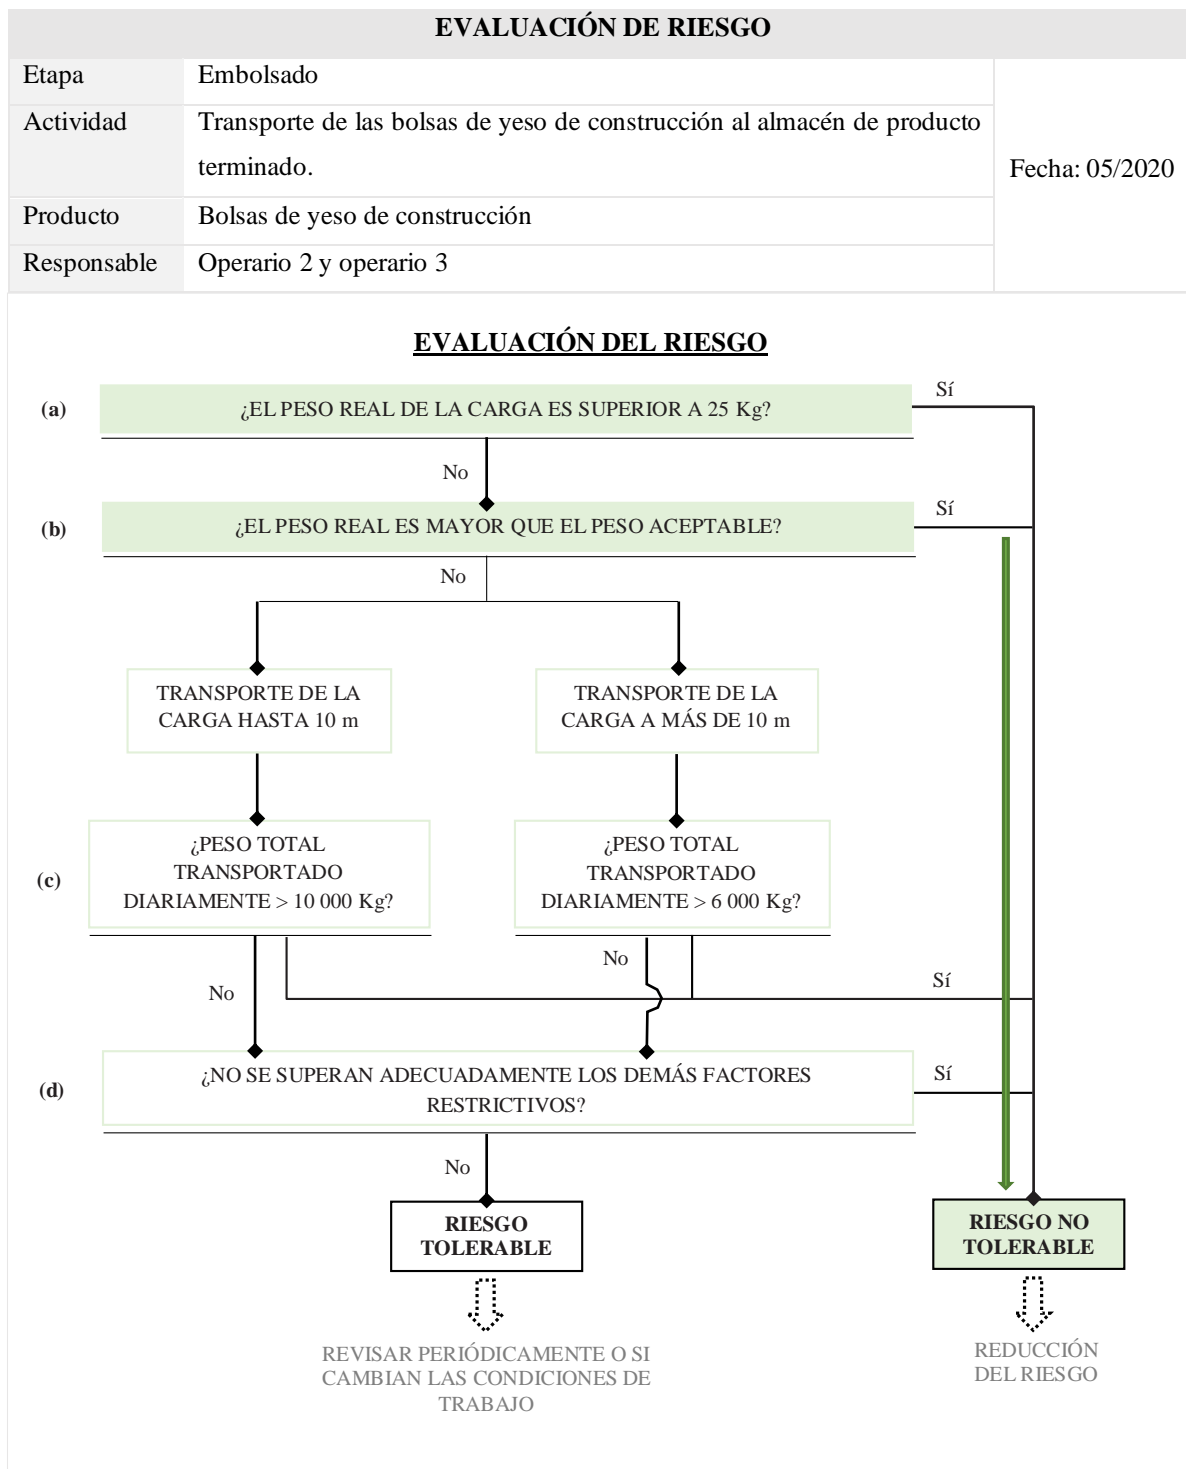 EVALUACIÓN DE RIESGO
Etapa
Embolsado
Actividad
Transporte de las bolsas de yeso de construcción al almacén de producto
terminado.
Fecha: 05/2020
Producto
Bolsas de yeso de construcción
Responsable
Operario 2 y operario 3
EVALUACIÓN DEL RIESGO
Sí
(a)
¿EL PESO REAL DE LA CARGA ES SUPERIOR A 25 Kg?
No
Sí
(b)
¿EL PESO REAL ES MAYOR QUE EL PESO ACEPTABLE?
No
TRANSPORTE DE LA
CARGA HASTA 10 m
TRANSPORTE DE LA
CARGA A MÁS DE 10 m
(c)
¿PESO TOTAL
TRANSPORTADO
DIARIAMENTE > 10 000 Kg?
¿PESO TOTAL
TRANSPORTADO
DIARIAMENTE > 6 000 Kg?
No
No
Sí
(d)
¿NO SE SUPERAN ADECUADAMENTE LOS DEMÁS FACTORES
RESTRICTIVOS?
Sí
No
RIESGO
TOLERABLE
RIESGO NO
TOLERABLE
REVISAR PERIÓDICAMENTE O SI
CAMBIAN LAS CONDICIONES DE
TRABAJO
REDUCCIÓN
DEL RIESGO